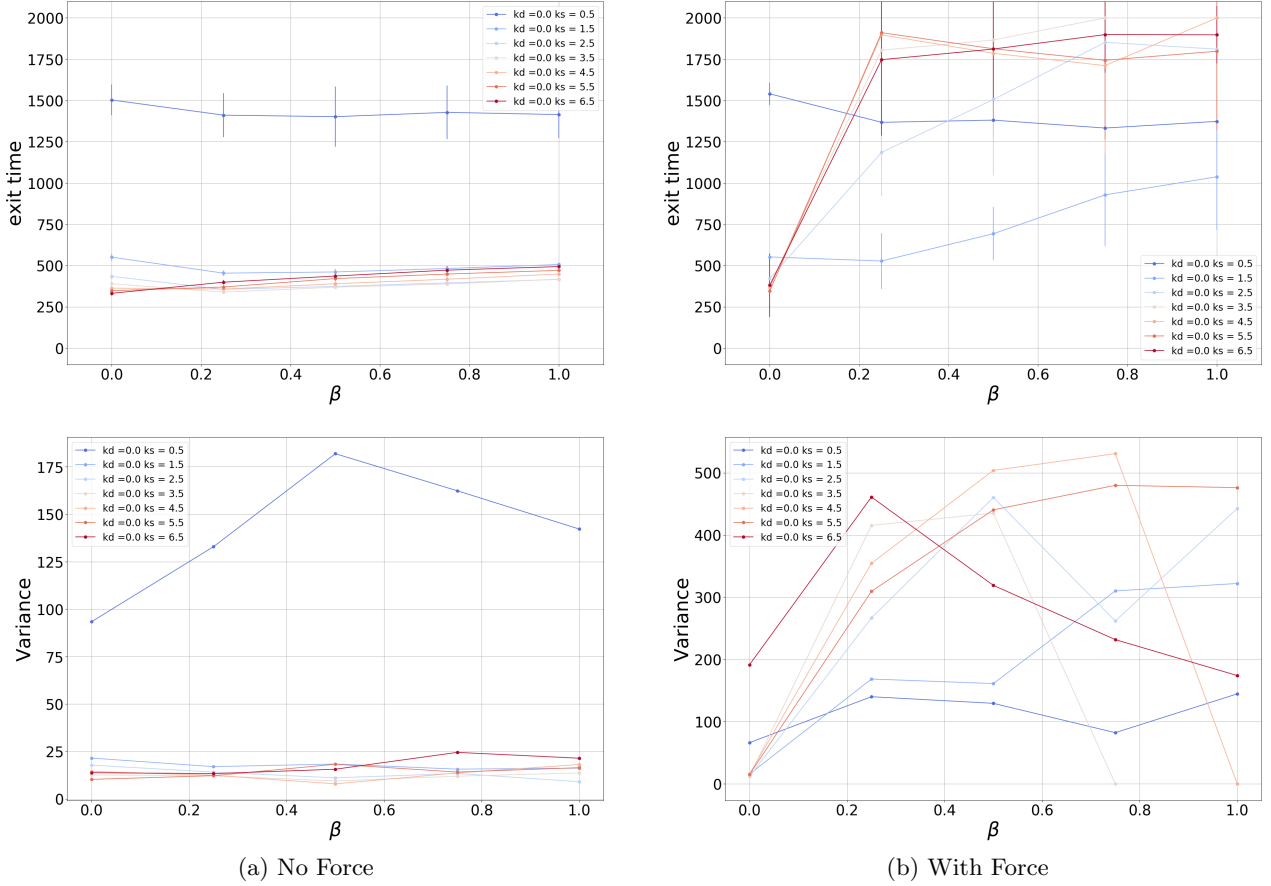 2000
1750
1500
1250
1000
750
500
250
0
exit time
kd =0.0 ks = 0.5
kd =0.0 ks = 1.5
kd =0.0 ks = 2.5
kd =0.0 ks = 3.5
kd =0.0 ks = 4.5
kd =0.0 ks = 5.5
kd =0.0 ks = 6.5
0.0 0.2 0.4 0.6 0.8 1.0
β
2000
1750
1500
1250
1000
750
500
250
0
exit time
kd =0.0 ks = 0.5
kd =0.0 ks = 1.5
kd =0.0 ks = 2.5
kd =0.0 ks = 3.5
kd =0.0 ks = 4.5
kd =0.0 ks = 5.5
kd =0.0 ks = 6.5
0.0 0.2 0.4 0.6 0.8 1.0
β
175
150
125
100
75
50
25
0
Variance
kd =0.0 ks = 0.5
kd =0.0 ks = 1.5
kd =0.0 ks = 2.5
kd =0.0 ks = 3.5
kd =0.0 ks = 4.5
kd =0.0 ks = 5.5
kd =0.0 ks = 6.5
0.0 0.2 0.4 0.6 0.8 1.0
β
(a) No Force
500
400
300
200
100
0
Variance
kd =0.0 ks = 0.5
kd =0.0 ks = 1.5
kd =0.0 ks = 2.5
kd =0.0 ks = 3.5
kd =0.0 ks = 4.5
kd =0.0 ks = 5.5
kd =0.0 ks = 6.5
0.0 0.2 0.4 0.6 0.8 1.0
β
(b) With Force